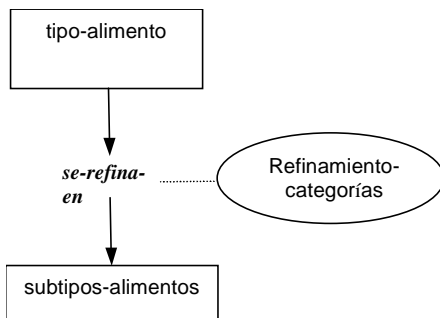 tipo-alimento
se-refina-
en
Refinamiento-
categorías
subtipos-alimentos